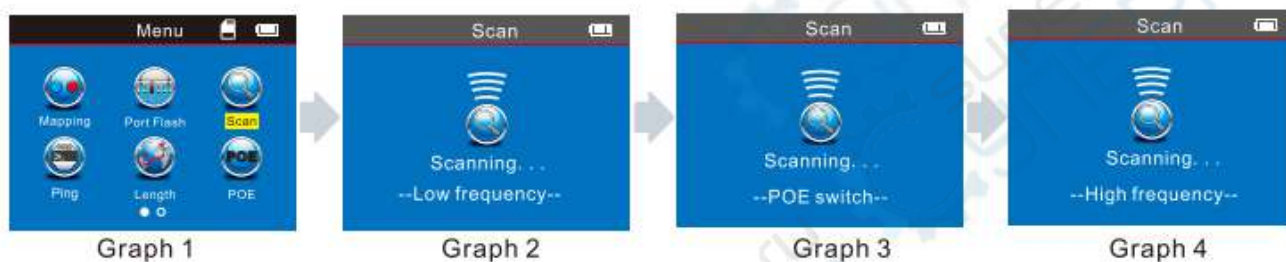 Menu
Mapping Port Flash Scan
Ping Length POE
Graph 1
Scan
Scanning. . .
--Low frequency--
Graph 2
Scan
Scanning. . .
--POE switch--
Graph 3
Scan
Scanning. . .
--High frequency--
Graph 4